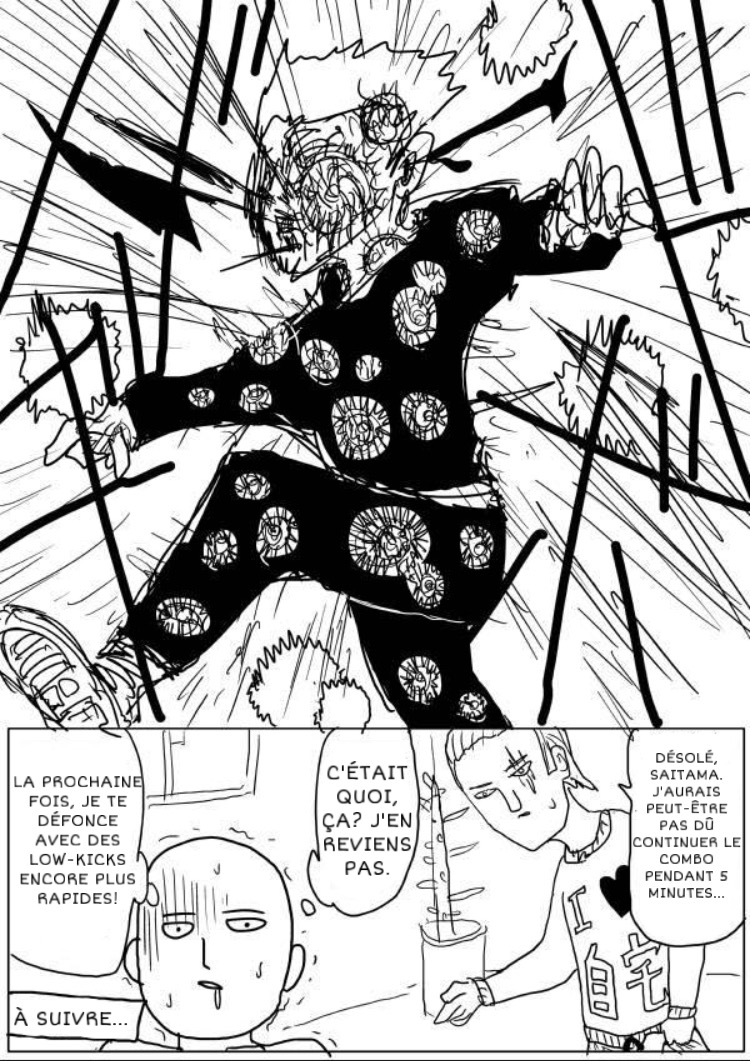 DÉSOLÉ,
SAITAMA.
J'AURAIS
PEUT-ÊTRE
PAS DÛ
CONTINUER LE
COMBO
PENDANT 5
MINUTES...
I ♥
自宅
C'ÉTAIT
QUOI,
ÇA? J'EN
REVIENS
PAS.
LA PROCHAINE
FOIS, JE TE
DÉFONCE
AVEC DES
LOW-KICKS
ENCORE PLUS
RAPIDES!
À SUIVRE...